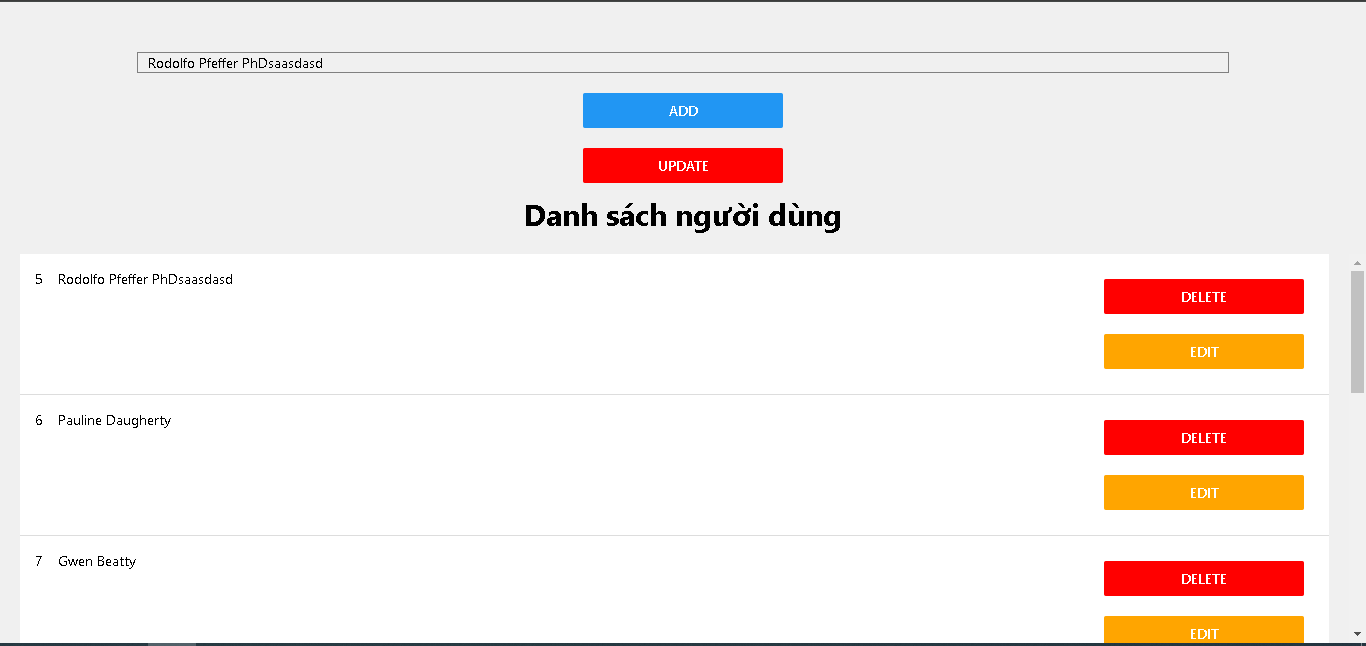 Rodolfo Pfeffer PhDsaasdasd
ADD
UPDATE
Danh sách người dùng
5 Rodolfo Pfeffer PhDsaasdasd
DELETE
EDIT
6 Pauline Daugherty
DELETE
EDIT
7 Gwen Beatty
DELETE
EDIT